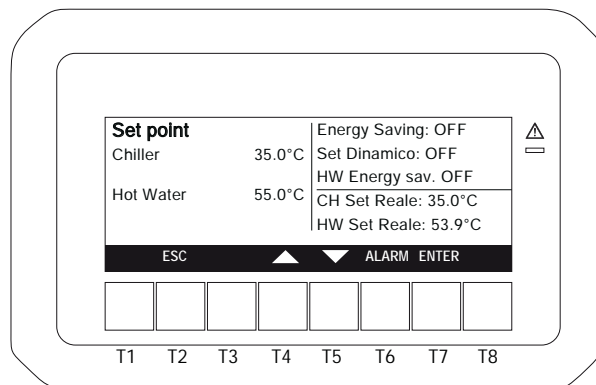 Set point
Chiller 35.0°C
Hot Water 55.0°C
Energy Saving: OFF
Set Dinamico: OFF
HW Energy sav. OFF
CH Set Reale: 35.0°C
HW Set Reale: 53.9°C
ESC ALARM ENTER
T1 T2 T3 T4 T5 T6 T7 T8